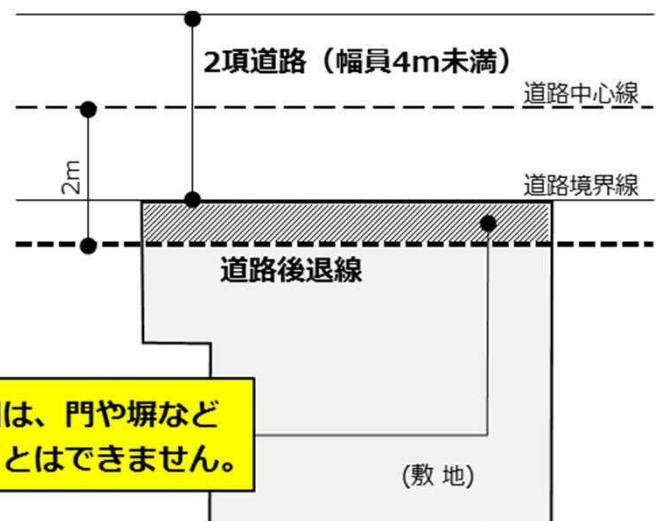 2項道路（幅員4m未満）
道路中心線
2m
道路境界線
道路後退線
は、門や塀など
とはできません。
(敷 地)